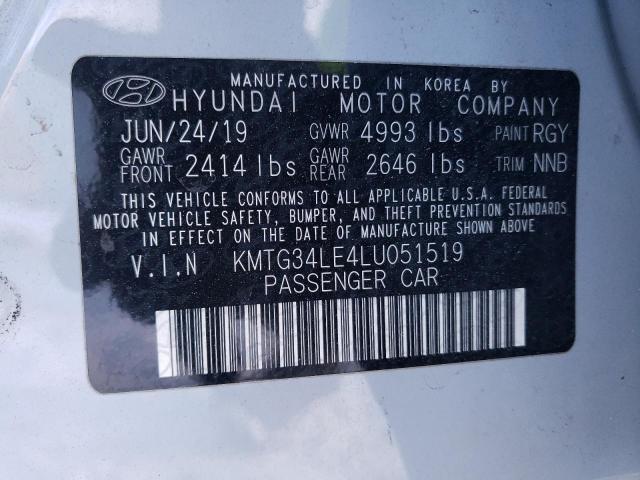 MANUFACTURED IN KOREA BY
HYUNDAI MOTOR COMPANY
JUN/24/19 GVWR 4993 lbs PAINT RGY
GAWR FRONT 2414 lbs GAWR REAR 2646 lbs TRIM NNB
THIS VEHICLE CONFORMS TO ALL APPLICABLE U.S.A. FEDERAL
MOTOR VEHICLE SAFETY, BUMPER, AND THEFT PREVENTION STANDARDS
IN EFFECT ON THE DATE OF MANUFACTURE SHOWN ABOVE
V.I.N KMTG34LE4LU051519
PASSENGER CAR